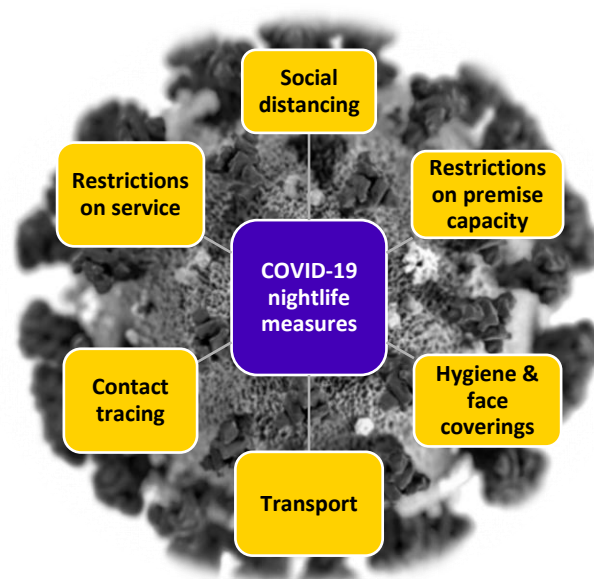 Social
distancing
Restrictions
on premise
capacity
Hygiene &
face
coverings
Transport
Contact
tracing
Restrictions
on service
COVID-19
nightlife
measures